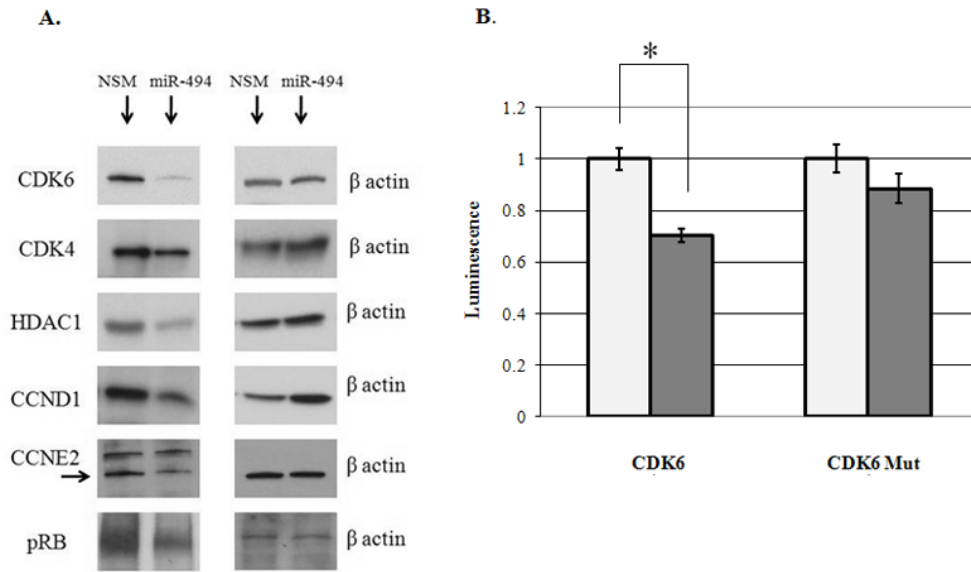 A.
NSM miR-494 NSM miR-494
CDK6 β actin
CDK4 β actin
HDAC1 β actin
CCND1 β actin
CCNE2 β actin
pRB β actin
B.
*
1.2
1
0.8
0.6
0.4
0.2
0
Luminescence
CDK6 CDK6 Mut